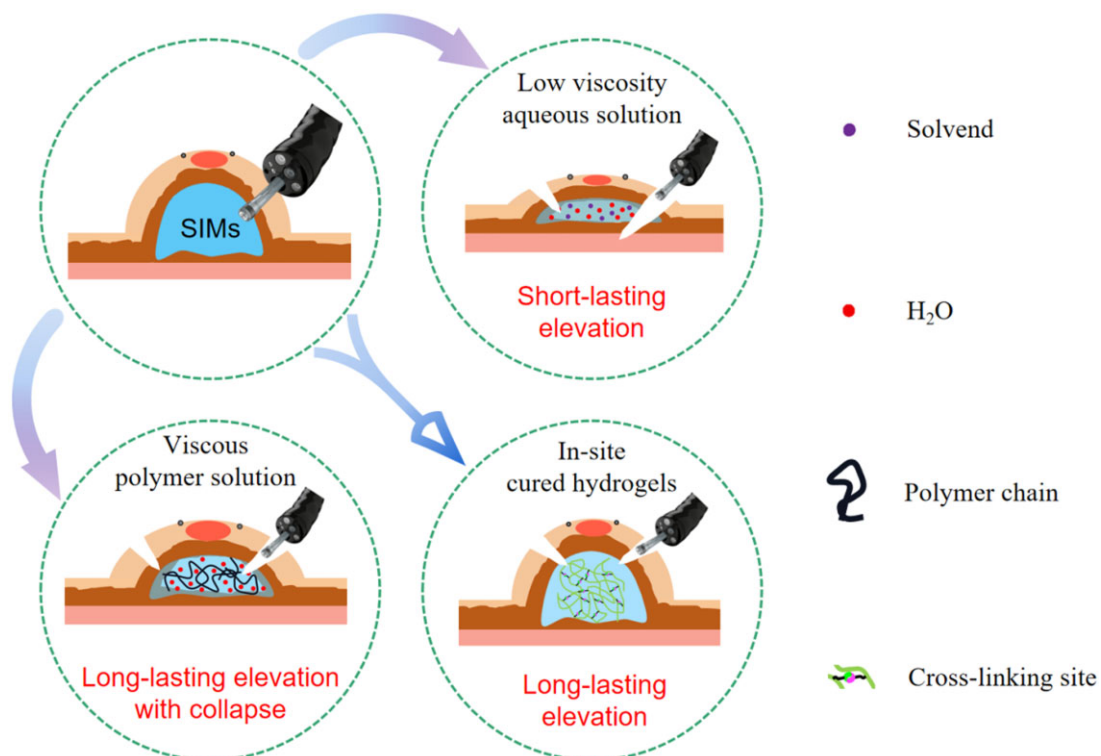 SIMs
Low viscosity
aqueous solution
Short-lasting
elevation
Viscous
polymer solution
Long-lasting elevation
with collapse
In-site
cured hydrogels
Long-lasting
elevation
Solvend
H₂O
Polymer chain
Cross-linking site